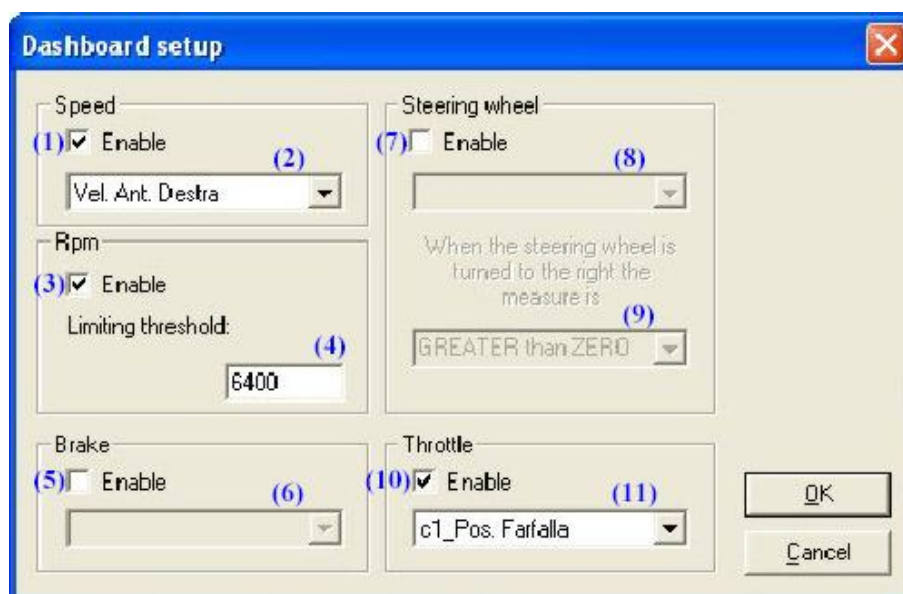 Dashboard setup
Speed
(1) Enable
(2)
Vel. Ant. Destra
Rpm
(3) Enable
Limiting threshold:
(4)
6400
Brake
(5) Enable
(6)
Steering wheel
(7) Enable
(8)
When the steering wheel is
turned to the right the
measure is
(9)
GREATER than ZERO
Throttle
(10) Enable
(11)
c1_Pos. Farfalla
OK
Cancel